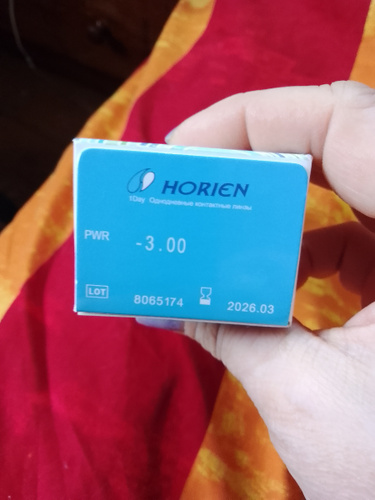 HORIEN
1Day Однодневные контактные линзы
PWR -3.00
LOT 8065174 2026.03